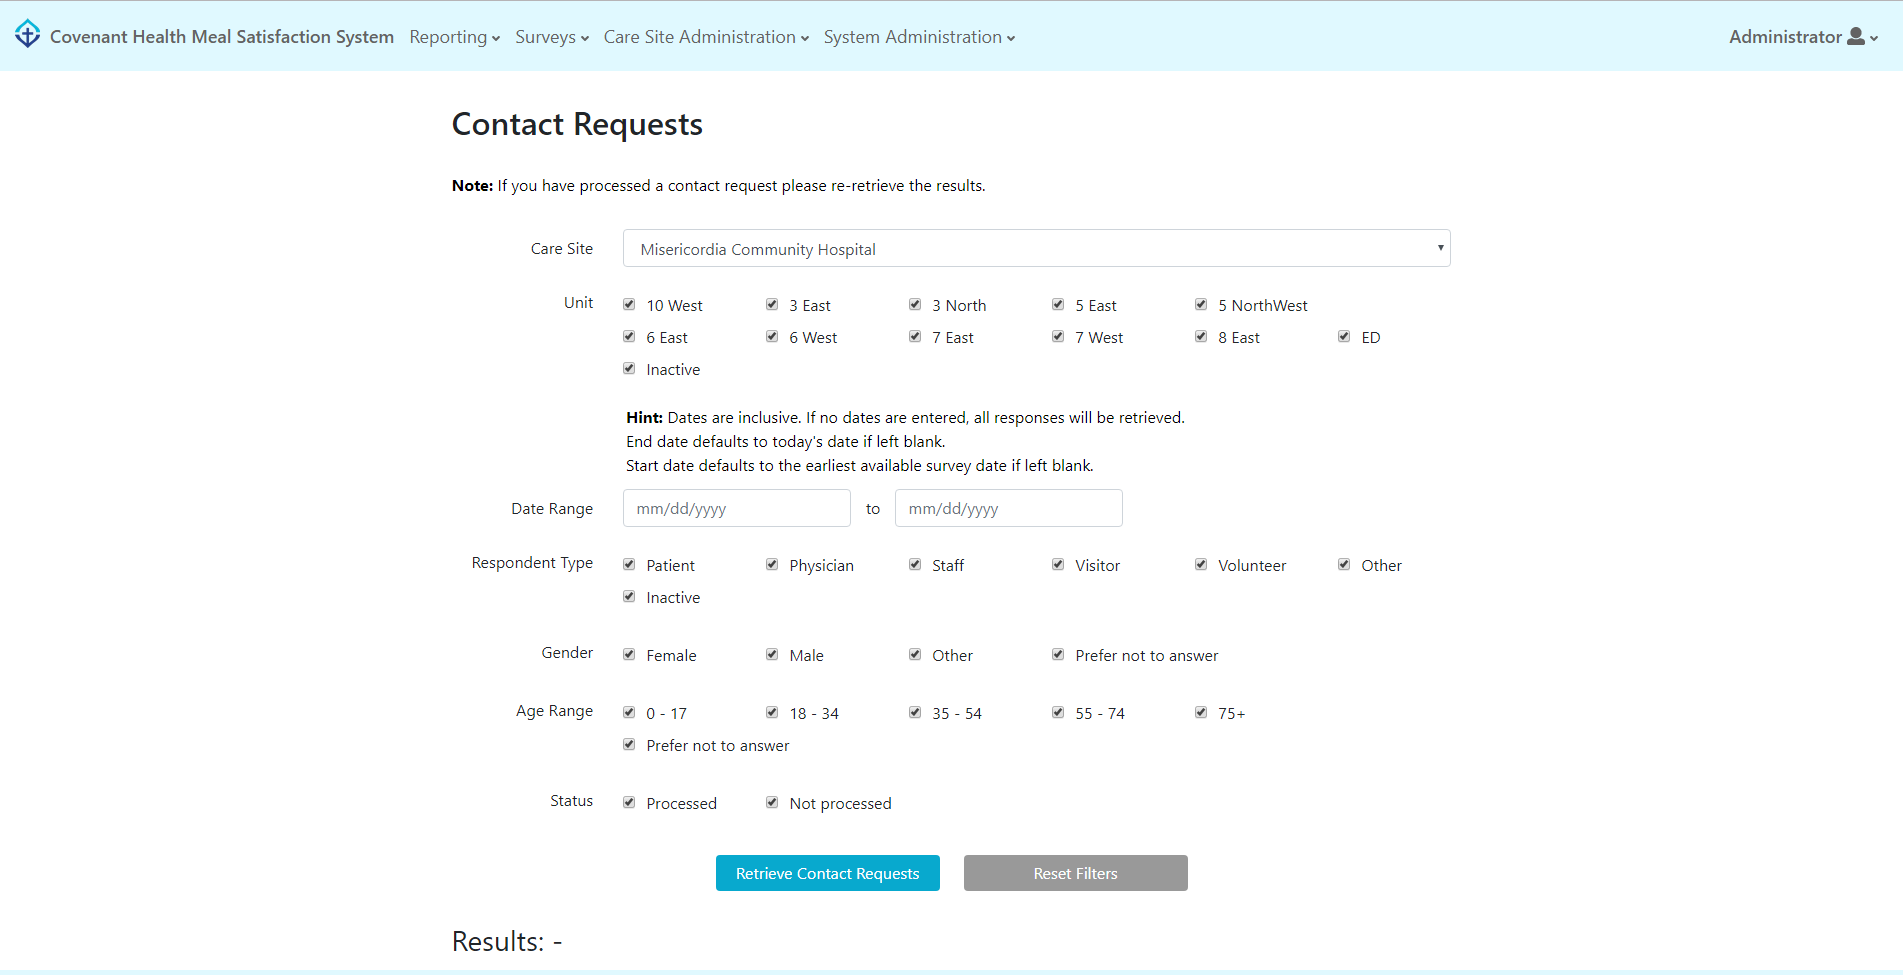 Covenant Health Meal Satisfaction System Reporting Surveys Care Site Administration System Administration Administrator
Contact Requests
Note: If you have processed a contact request please re-retrieve the results.
Care Site Misericordia Community Hospital
Unit 10 West 3 East 3 North 5 East 5 NorthWest
6 East 6 West 7 East 7 West 8 East ED
Inactive
Hint: Dates are inclusive. If no dates are entered, all responses will be retrieved.
End date defaults to today's date if left blank.
Start date defaults to the earliest available survey date if left blank.
Date Range mm/dd/yyyy to mm/dd/yyyy
Respondent Type Patient Physician Staff Visitor Volunteer Other
Inactive
Gender Female Male Other Prefer not to answer
Age Range 0 - 17 18 - 34 35 - 54 55 - 74 75+
Prefer not to answer
Status Processed Not processed
Retrieve Contact Requests Reset Filters
Results: -